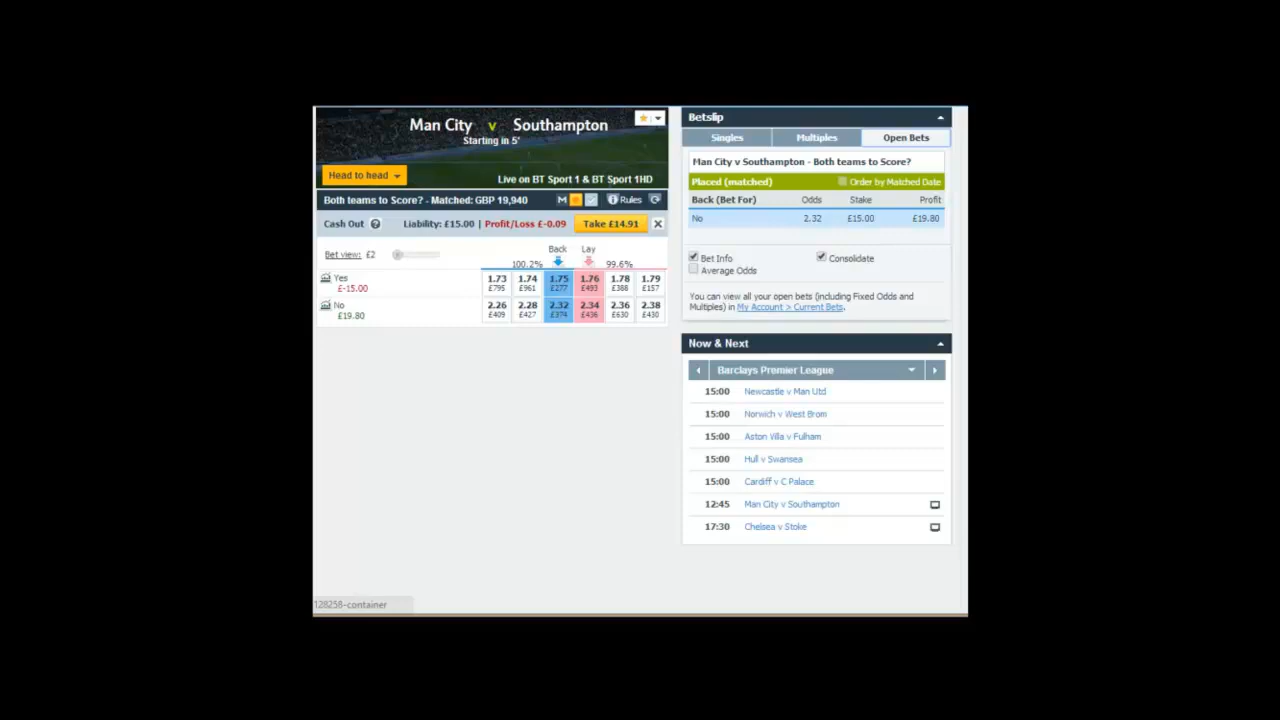 Man City v Southampton
Starting in 5'
Head to head
Live on BT Sport 1 & BT Sport 1HD
Both teams to Score? - Matched: GBP 19,940 M Rules
Cash Out ? Liability: £15.00 | Profit/Loss £-0.09 Take £14.91 X
Back Lay
Bet view: £2 100.2% 99.6%
Yes 1.73 1.74 1.75 1.76 1.78 1.79
£-15.00 £795 £961 £277 £493 £388 £157
No 2.26 2.28 2.32 2.34 2.36 2.38
£19.80 £409 £427 £374 £436 £630 £430
128258-container
Betslip
Singles Multiples Open Bets
Man City v Southampton - Both teams to Score?
Placed (matched) Order by Matched Date
Back (Bet For) Odds Stake Profit
No 2.32 £15.00 £19.80
Bet Info Consolidate
Average Odds
You can view all your open bets (including Fixed Odds and
Multiples) in My Account > Current Bets.
Now & Next
Barclays Premier League
15:00 Newcastle v Man Utd
15:00 Norwich v West Brom
15:00 Aston Villa v Fulham
15:00 Hull v Swansea
15:00 Cardiff v C Palace
12:45 Man City v Southampton
17:30 Chelsea v Stoke